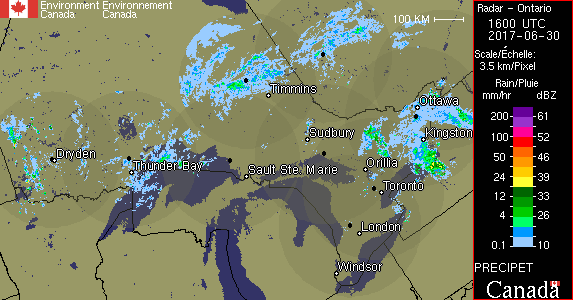 Environment Environnement
Canada Canada
100 KM
Timmins
Ottawa
Sudbury
Kingston
Dryden
Thunder Bay
Sault Ste. Marie
Orillia
Toronto
London
Windsor
Radar - Ontario
1600 UTC
2017-06-30
Scale/Échelle:
3.5 km/Pixel
Rain/Pluie
mm/hr dBZ
200 61
100 52
50 46
24 39
12 33
4 26
0.1 10
PRECIPET
Canada